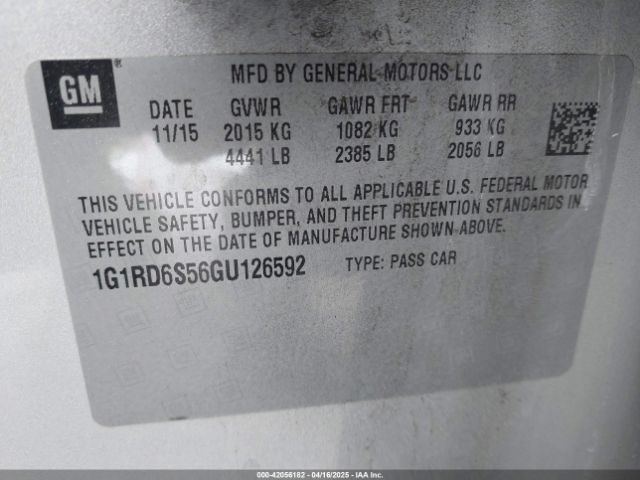 GM®
MFD BY GENERAL MOTORS LLC
DATE GVWR GAWR FRT GAWR RR
11/15 2015 KG 1082 KG 933 KG
4441 LB 2385 LB 2056 LB
THIS VEHICLE CONFORMS TO ALL APPLICABLE U.S. FEDERAL MOTOR
VEHICLE SAFETY, BUMPER, AND THEFT PREVENTION STANDARDS IN
EFFECT ON THE DATE OF MANUFACTURE SHOWN ABOVE.
1G1RD6S56GU126592 TYPE: PASS CAR
000-42056182 - 04/16/2025 - IAAI.com